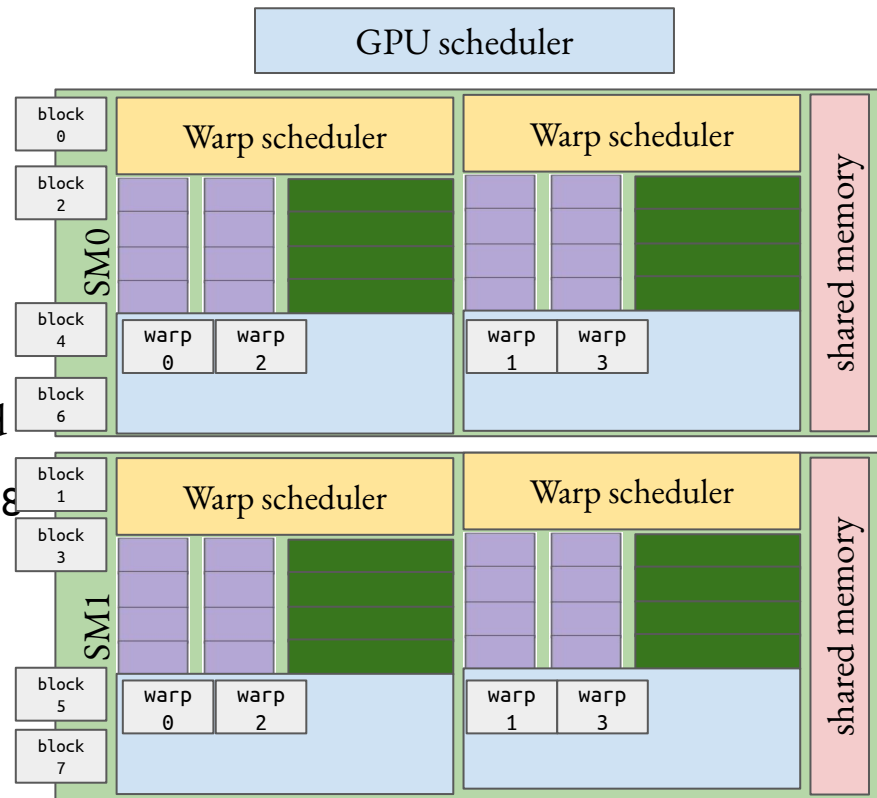 GPU scheduler
block
0
Warp scheduler
Warp scheduler
block
2
SM0
shared memory
block
4
warp
0
warp
2
warp
1
warp
3
block
6
block
1
Warp scheduler
Warp scheduler
8
block
3
SM1
shared memory
block
5
warp
0
warp
2
warp
1
warp
3
block
7